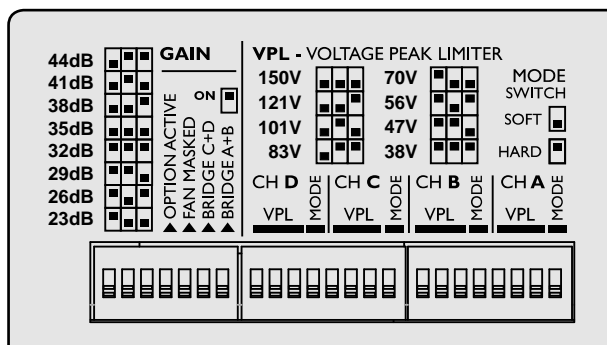 GAIN
44dB
41dB
38dB
35dB
32dB
29dB
26dB
23dB
ON
OPTION ACTIVE
FAN MASKED
BRIDGE C+D
BRIDGE A+B
VPL - VOLTAGE PEAK LIMITER
150V 70V
121V 56V
101V 47V
83V 38V
MODE
SWITCH
SOFT
HARD
CH D MODE CH C MODE CH B MODE CH A MODE
VPL VPL VPL VPL